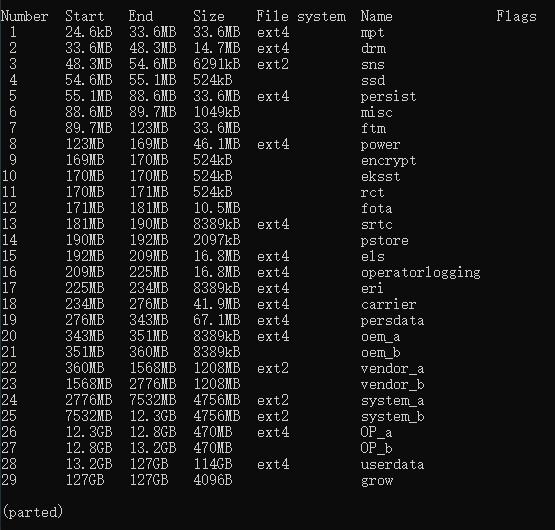 Number  Start   End     Size    File system  Name             Flags
 1      24.6kB  33.6MB  33.6MB  ext4         mpt
 2      33.6MB  48.3MB  14.7MB  ext4         drm
 3      48.3MB  54.6MB  6291kB  ext2         sns
 4      54.6MB  55.1MB  524kB                ssd
 5      55.1MB  88.6MB  33.6MB  ext4         persist
 6      88.6MB  89.7MB  1049kB               misc
 7      89.7MB  123MB   33.6MB               ftm
 8      123MB   169MB   46.1MB  ext4         power
 9      169MB   170MB   524kB                encrypt
10      170MB   170MB   524kB                eksst
11      170MB   171MB   524kB                rct
12      171MB   181MB   10.5MB               fota
13      181MB   190MB   8389kB  ext4         srtc
14      190MB   192MB   2097kB               pstore
15      192MB   209MB   16.8MB  ext4         els
16      209MB   225MB   16.8MB  ext4         operatorlogging
17      225MB   234MB   8389kB  ext4         eri
18      234MB   276MB   41.9MB  ext4         carrier
19      276MB   343MB   67.1MB  ext4         persdata
20      343MB   351MB   8389kB  ext4         oem_a
21      351MB   360MB   8389kB               oem_b
22      360MB   1568MB  1208MB  ext2         vendor_a
23      1568MB  2776MB  1208MB               vendor_b
24      2776MB  7532MB  4756MB  ext2         system_a
25      7532MB  12.3GB  4756MB  ext2         system_b
26      12.3GB  12.8GB  470MB   ext4         OP_a
27      12.8GB  13.2GB  470MB                OP_b
28      13.2GB  127GB   114GB   ext4         userdata
29      127GB   127GB   4096B                grow
(parted)